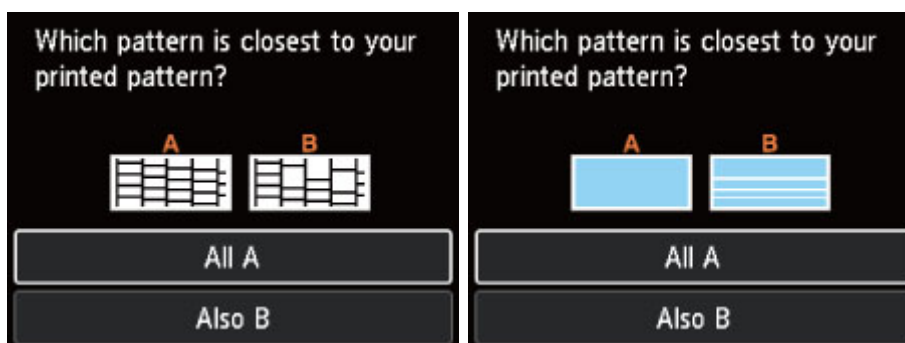 Which pattern is closest to your
printed pattern?
A B
All A
Also B
Which pattern is closest to your
printed pattern?
A B
All A
Also B